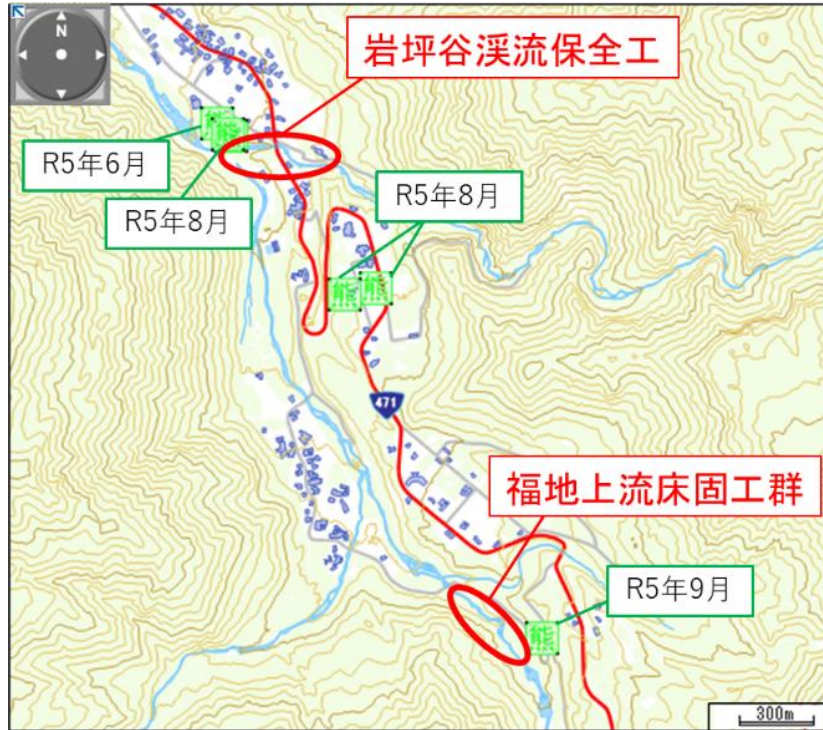 N
岩坪谷渓流保全工
熊
熊
R5年6月
R5年8月
R5年8月
熊
熊
471
福地上流床固工群
R5年9月
熊
300m